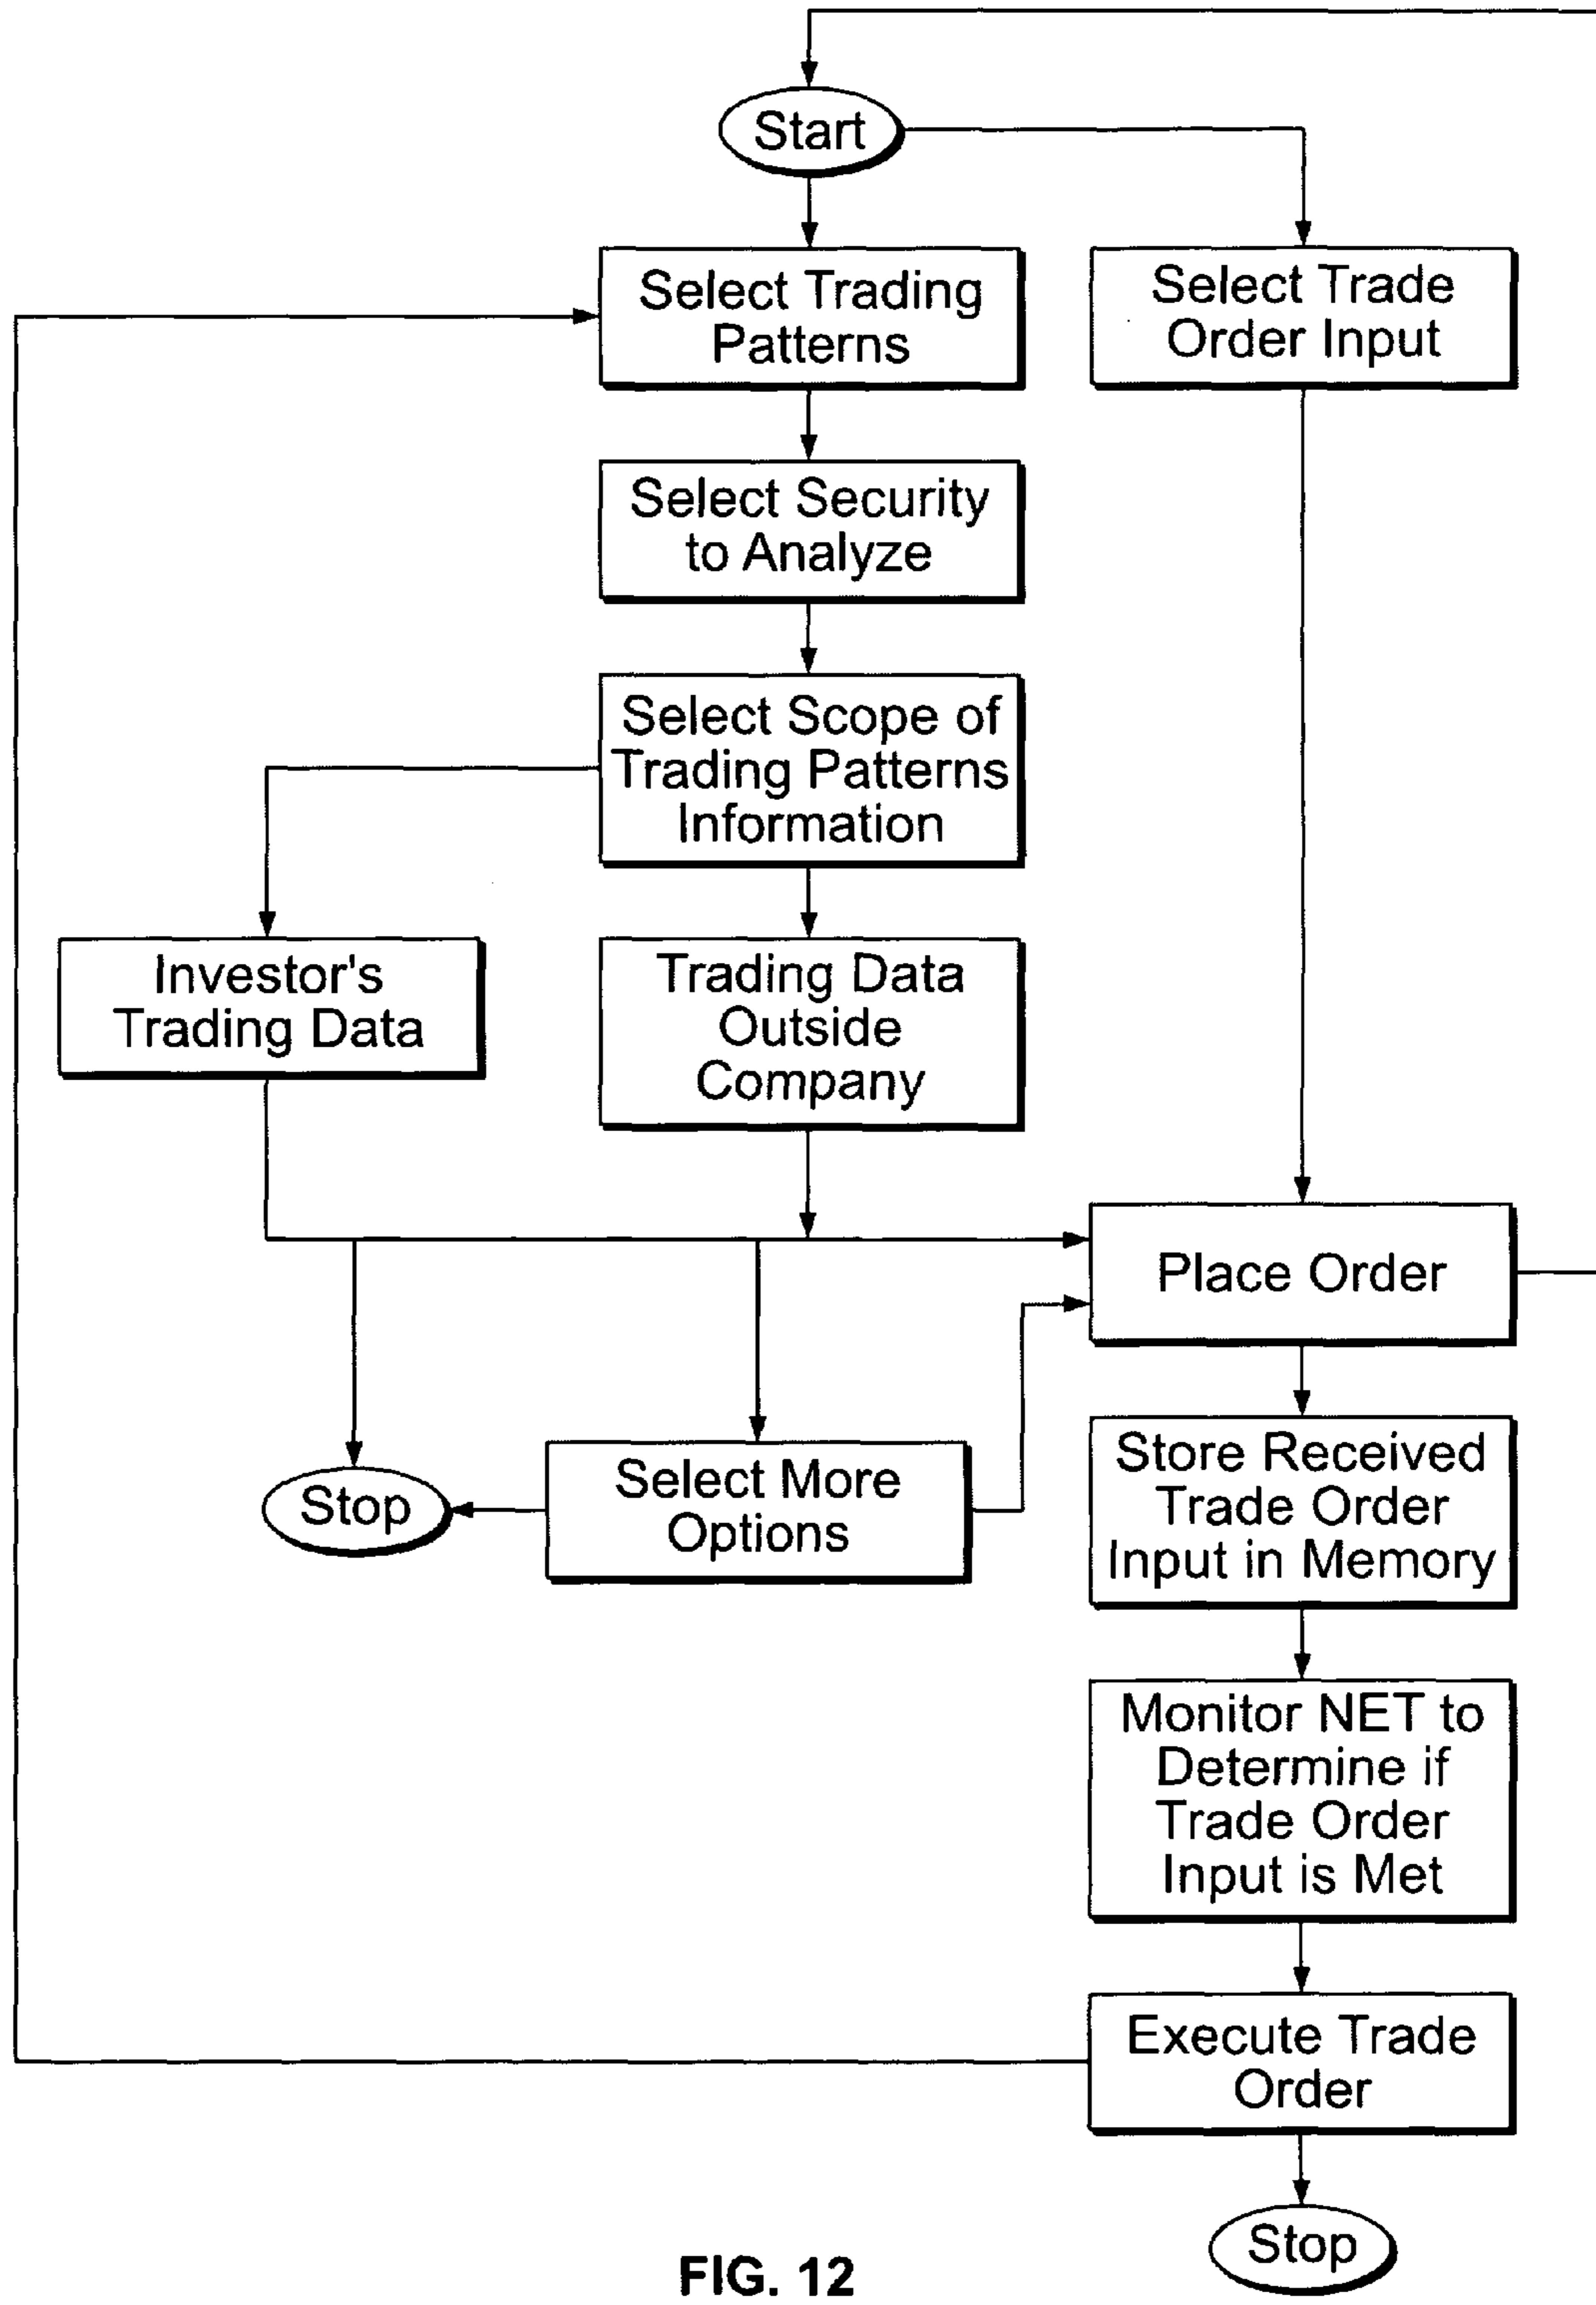 Start
Select Trading
Patterns
Select Trade
Order Input
Select Security
to Analyze
Select Scope of
Trading Patterns
Information
Investor's
Trading Data
Trading Data
Outside
Company
Place Order
Select More
Options
Stop
Store Received
Trade Order
Input in Memory
Monitor NET to
Determine if
Trade Order
Input is Met
Execute Trade
Order
Stop
FIG. 12